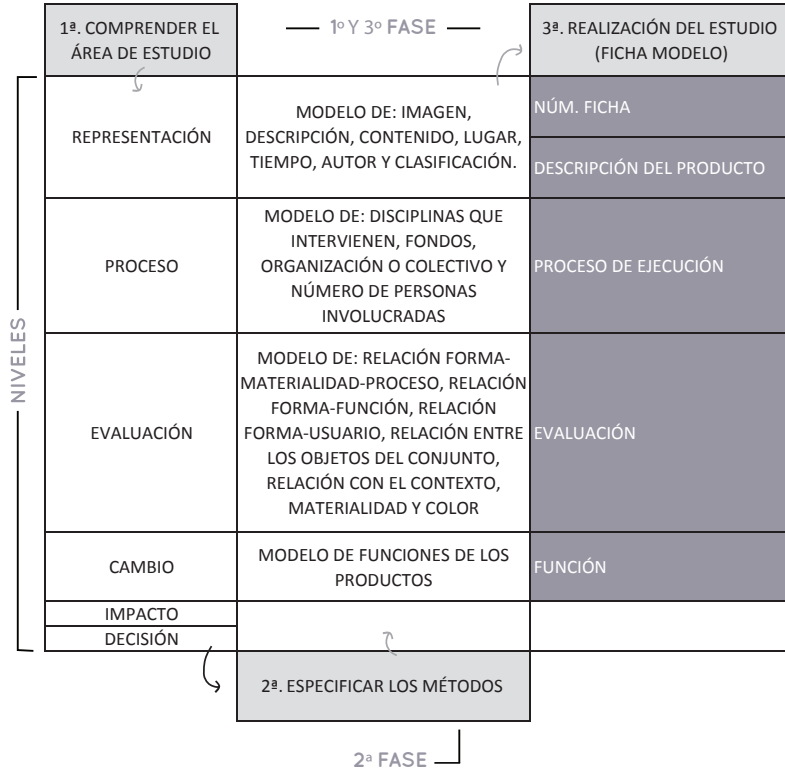 1ª. COMPRENDER EL
ÁREA DE ESTUDIO
1º Y 3º FASE
3ª. REALIZACIÓN DEL ESTUDIO
(FICHA MODELO)
NIVELES
REPRESENTACIÓN
MODELO DE: IMAGEN,
DESCRIPCIÓN, CONTENIDO, LUGAR,
TIEMPO, AUTOR Y CLASIFICACIÓN.
NÚM. FICHA
DESCRIPCIÓN DEL PRODUCTO
PROCESO
MODELO DE: DISCIPLINAS QUE
INTERVIENEN, FONDOS,
ORGANIZACIÓN O COLECTIVO Y
NÚMERO DE PERSONAS
INVOLUCRADAS
PROCESO DE EJECUCIÓN
EVALUACIÓN
MODELO DE: RELACIÓN FORMA-
MATERIALIDAD-PROCESO, RELACIÓN
FORMA-FUNCIÓN, RELACIÓN
FORMA-USUARIO, RELACIÓN ENTRE
LOS OBJETOS DEL CONJUNTO,
RELACIÓN CON EL CONTEXTO,
MATERIALIDAD Y COLOR
EVALUACIÓN
CAMBIO
MODELO DE FUNCIONES DE LOS
PRODUCTOS
FUNCIÓN
IMPACTO
DECISIÓN
2ª. ESPECIFICAR LOS MÉTODOS
2ª FASE